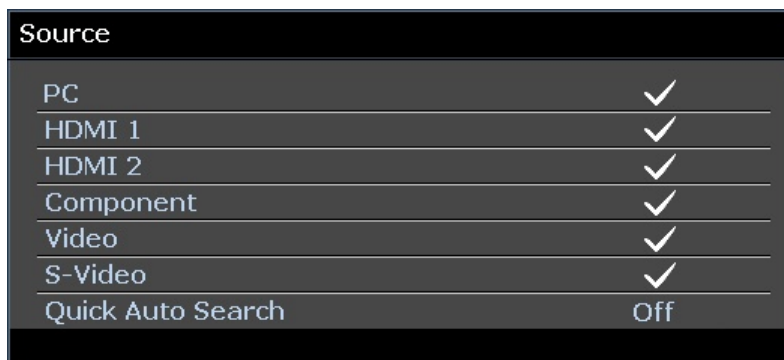 Source
PC
HDMI 1
HDMI 2
Component
Video
S-Video
Quick Auto Search Off